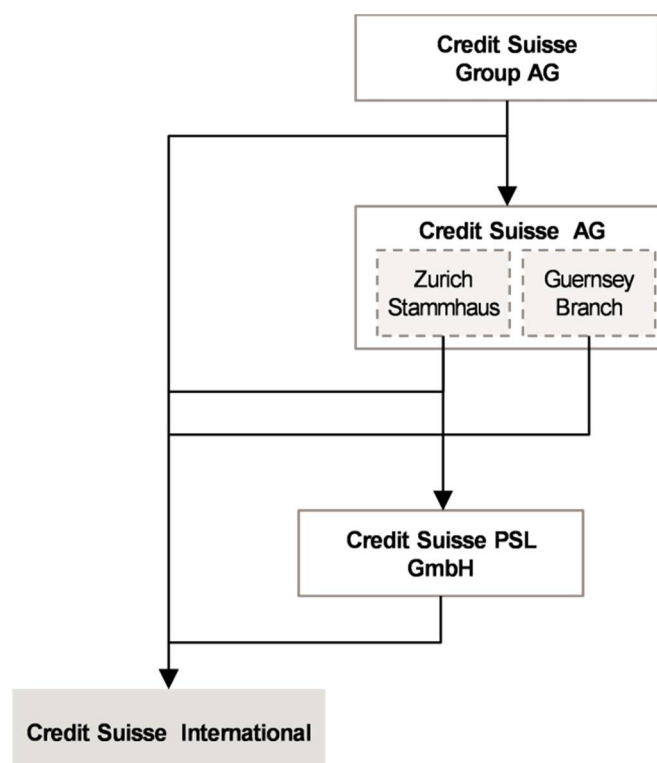 Credit Suisse
Group AG
Credit Suisse AG
Zurich
Stammhaus
Guernsey
Branch
Credit Suisse PSL
GmbH
Credit Suisse International